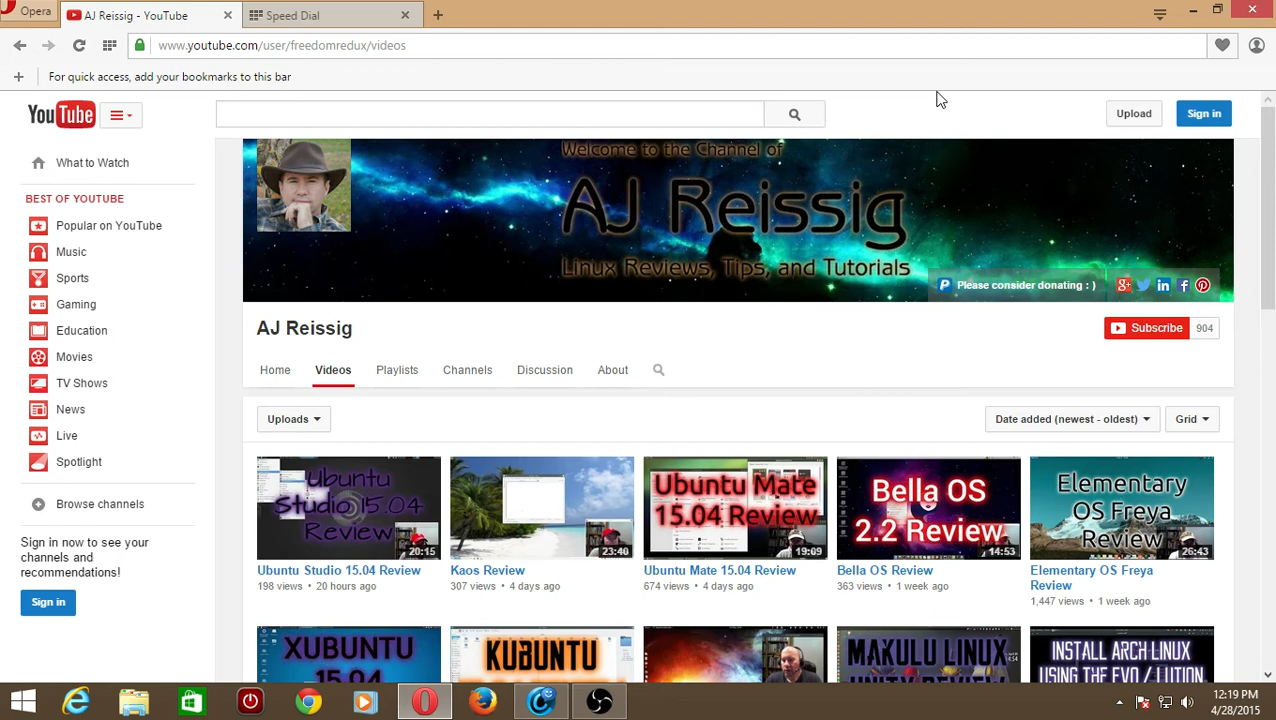 Opera
AJ Reissig - YouTube
Speed Dial
www.youtube.com/user/freedomredux/videos
For quick access, add your bookmarks to this bar
YouTube
Upload
Sign in
What to Watch
BEST OF YOUTUBE
Popular on YouTube
Music
Sports
Gaming
Education
Movies
TV Shows
News
Live
Spotlight
Browse channels
Sign in now to see your
channels and
recommendations!
Sign in
Welcome to the Channel of
AJ Reissig
Linux Reviews, Tips, and Tutorials
Please consider donating : )
AJ Reissig
Subscribe
904
Home
Videos
Playlists
Channels
Discussion
About
Uploads
Date added (newest - oldest)
Grid
Ubuntu
Studio 15.04
Review
20:15
Ubuntu Studio 15.04 Review
198 views • 20 hours ago
23:40
Kaos Review
307 views • 4 days ago
Ubuntu Mate
15.04 Review
19:09
Ubuntu Mate 15.04 Review
674 views • 4 days ago
Bella OS
2.2 Review
14:53
Bella OS Review
363 views • 1 week ago
Elementary
OS Freya
Review
26:43
Elementary OS Freya
Review
1,447 views • 1 week ago
XUBUNTU
15.04
KUBUNTU
MAKULU LINUX
INSTALL ARCH LINUX
USING THE EVO / LUTION
12:19 PM
4/28/2015